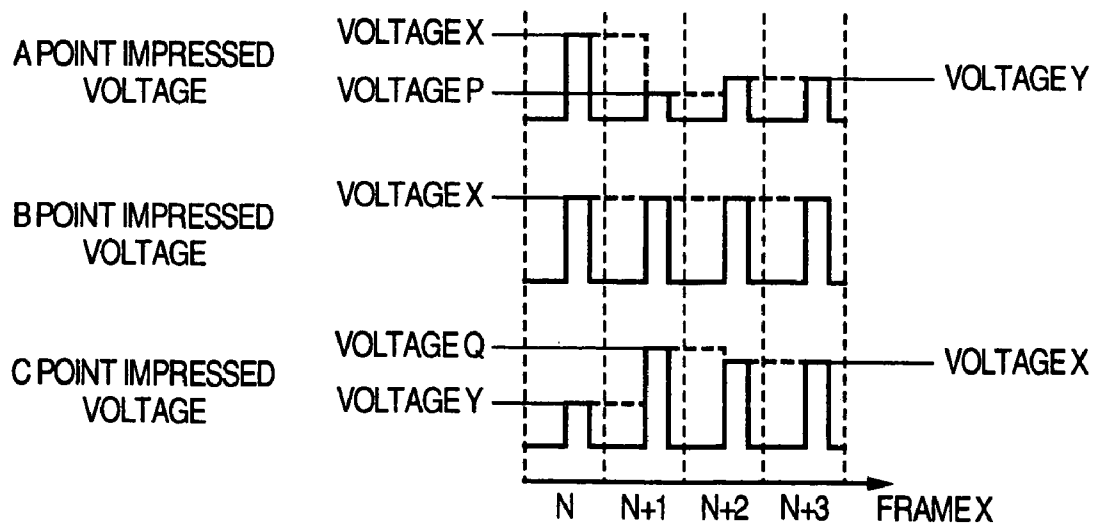 A POINT IMPRESSED
VOLTAGE
VOLTAGE X
VOLTAGE P
VOLTAGE Y
B POINT IMPRESSED
VOLTAGE
VOLTAGE X
C POINT IMPRESSED
VOLTAGE
VOLTAGE Q
VOLTAGE Y
VOLTAGE X
N N+1 N+2 N+3 FRAME X